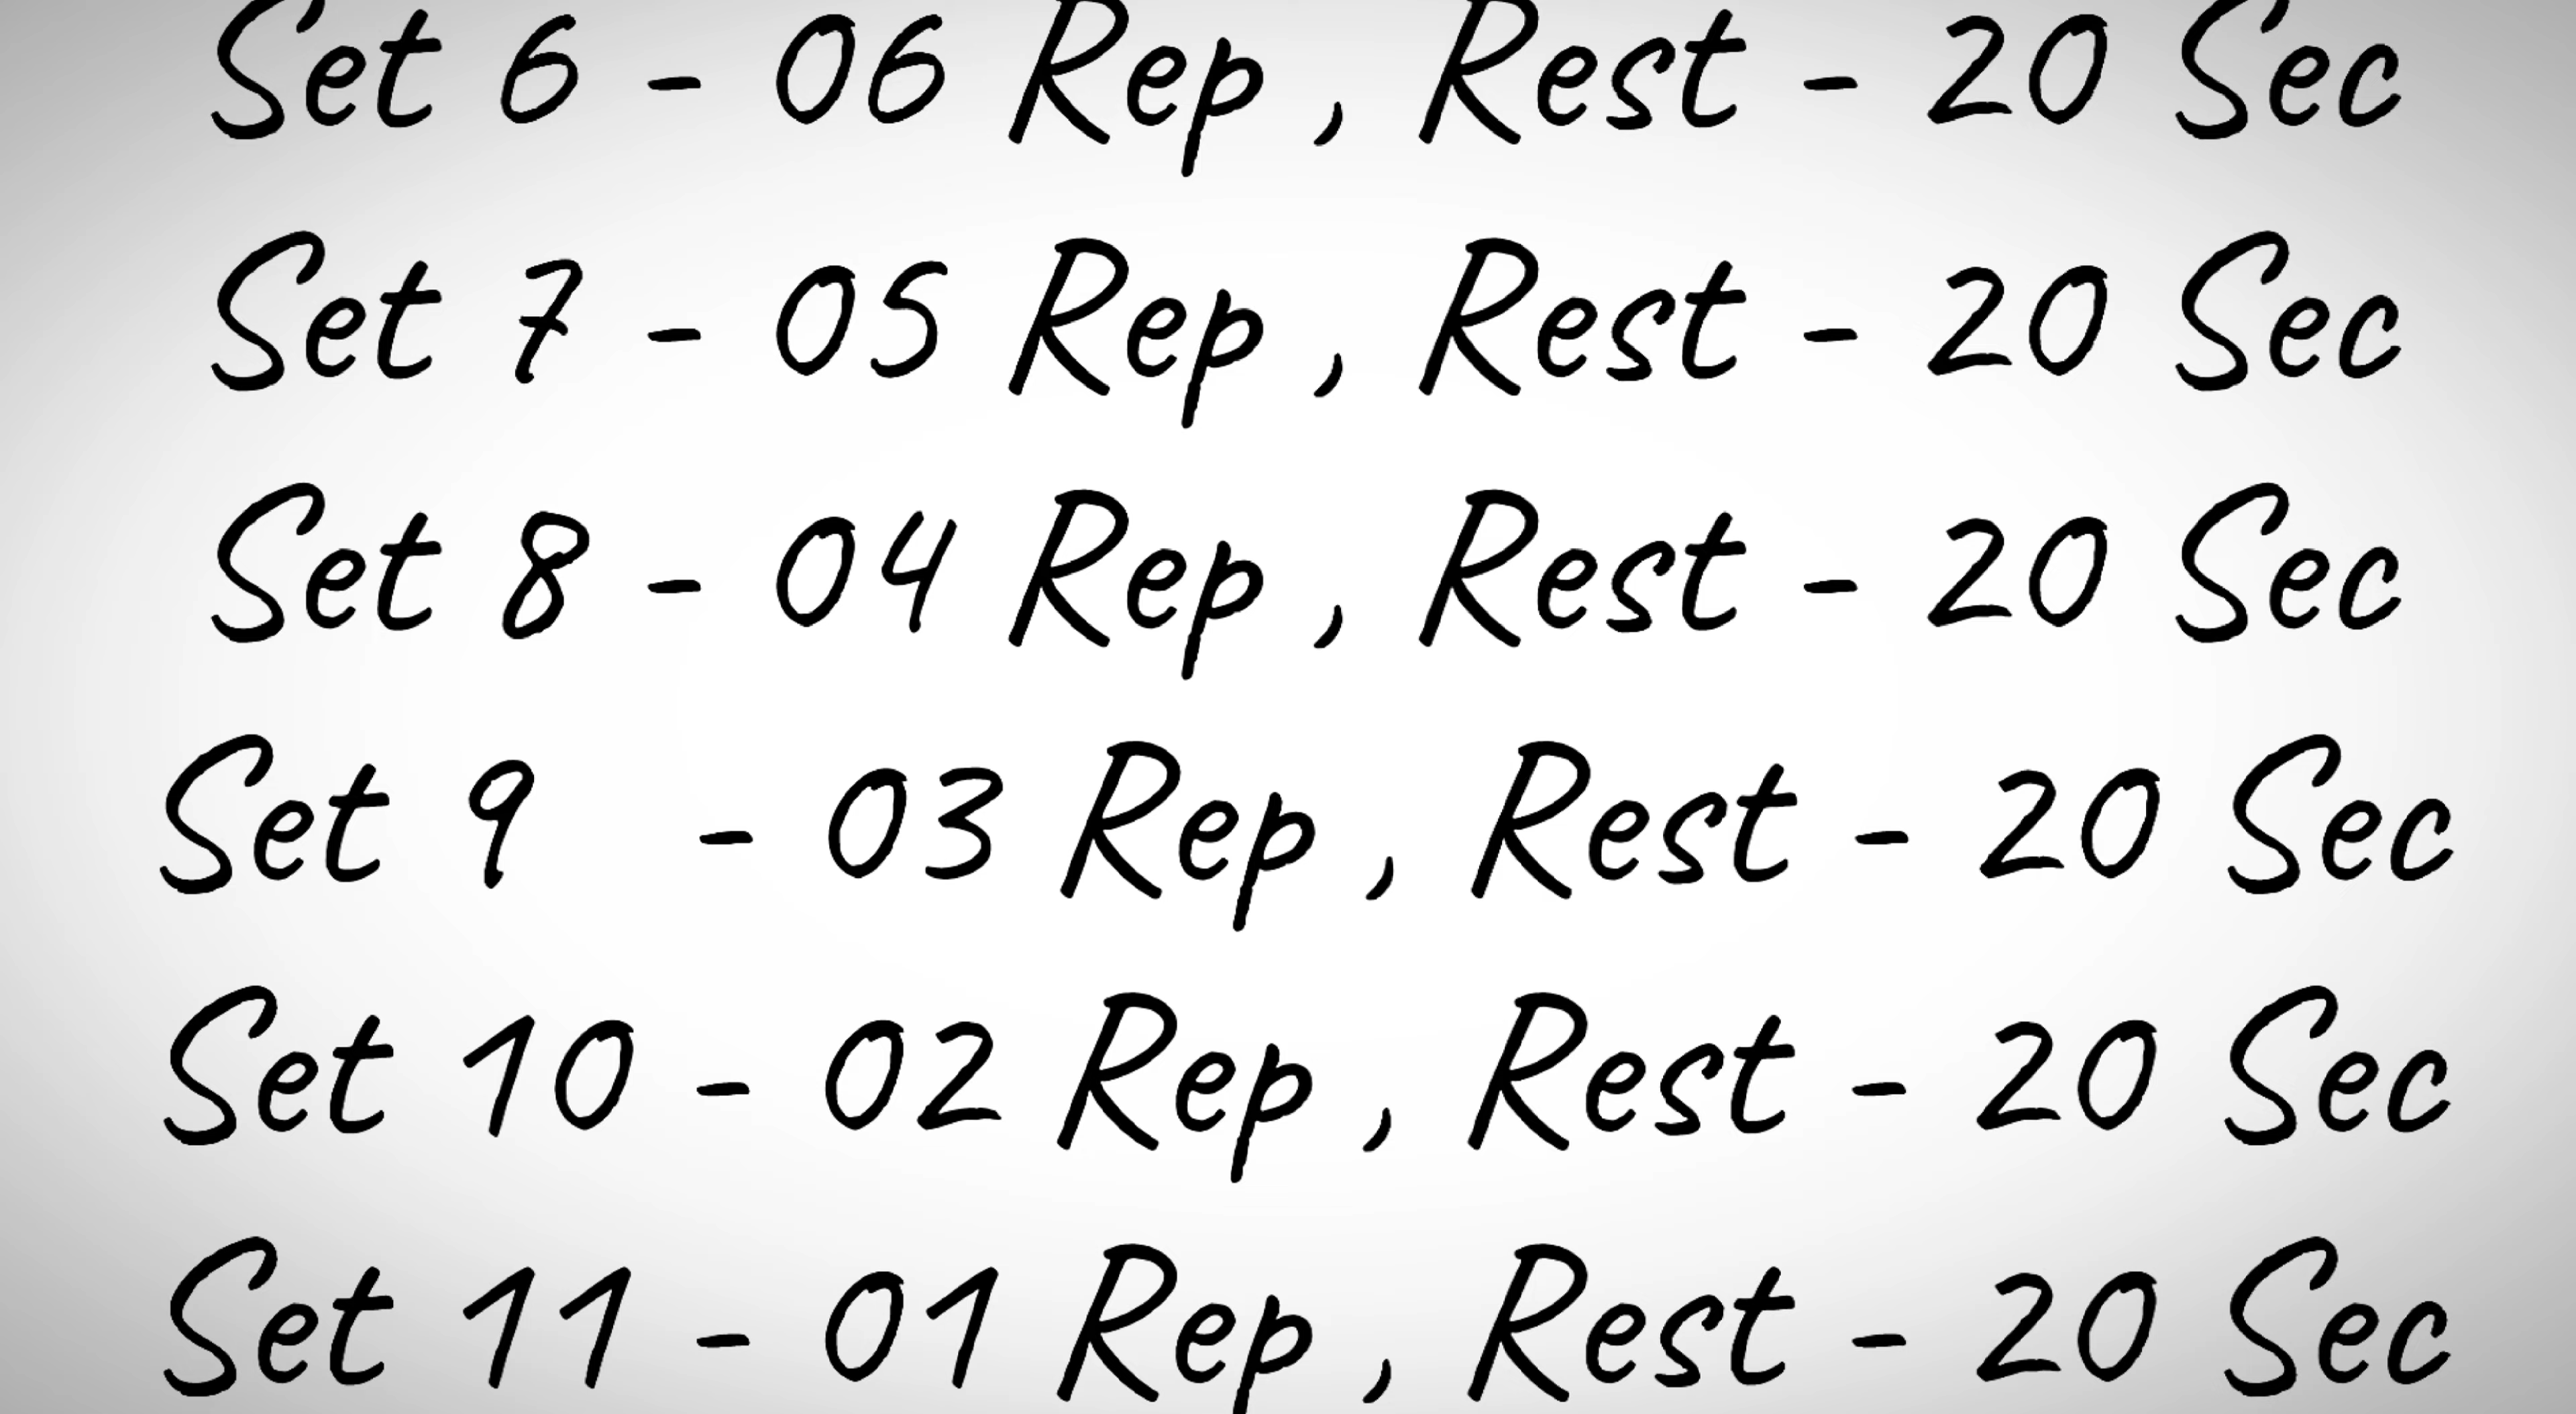 Set 6 - 06 Rep , Rest - 20 Sec
Set 7 - 05 Rep , Rest - 20 Sec
Set 8 - 04 Rep , Rest - 20 Sec
Set 9 - 03 Rep , Rest - 20 Sec
Set 10 - 02 Rep , Rest - 20 Sec
Set 11 - 01 Rep , Rest - 20 Sec